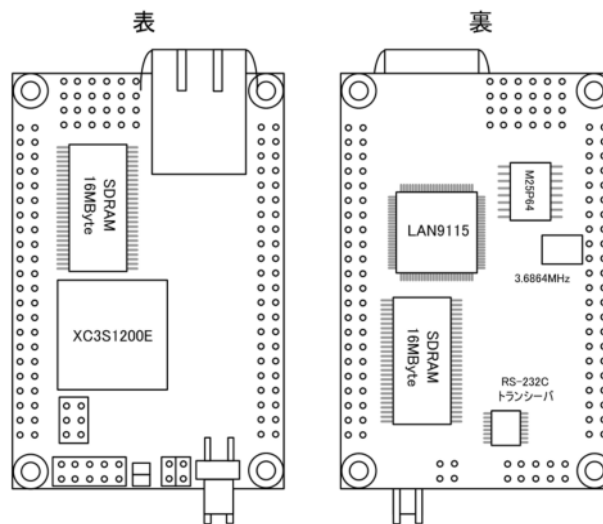 表
裏
SDRAM
16MByte
XC3S1200E
M25P64
LAN9115
3.6864MHz
SDRAM
16MByte
RS-232C
トランシーバ